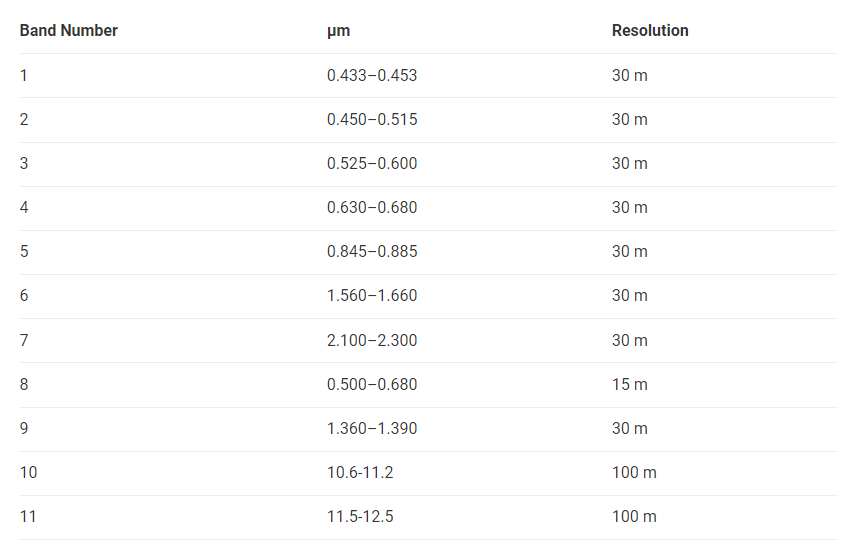 Band Number µm Resolution
1 0.433–0.453 30 m
2 0.450–0.515 30 m
3 0.525–0.600 30 m
4 0.630–0.680 30 m
5 0.845–0.885 30 m
6 1.560–1.660 30 m
7 2.100–2.300 30 m
8 0.500–0.680 15 m
9 1.360–1.390 30 m
10 10.6-11.2 100 m
11 11.5-12.5 100 m